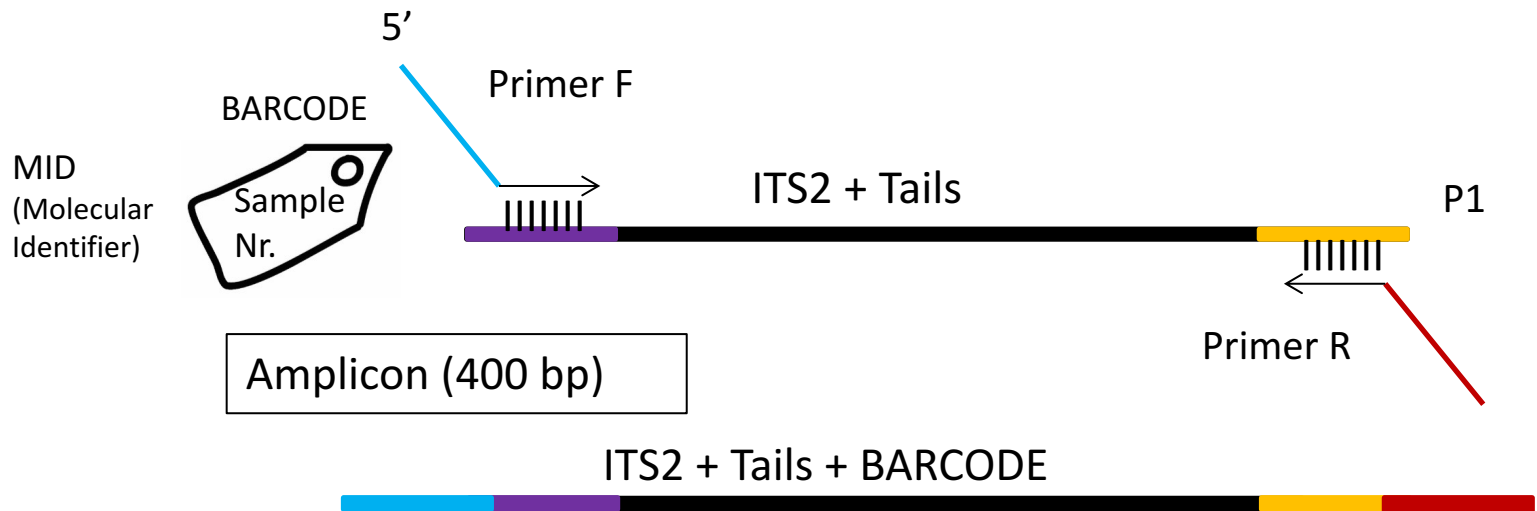 5’
Primer F
BARCODE
MID
(Molecular
Identifier)
Sample
Nr.
ITS2 + Tails
P1
Primer R
Amplicon (400 bp)
ITS2 + Tails + BARCODE